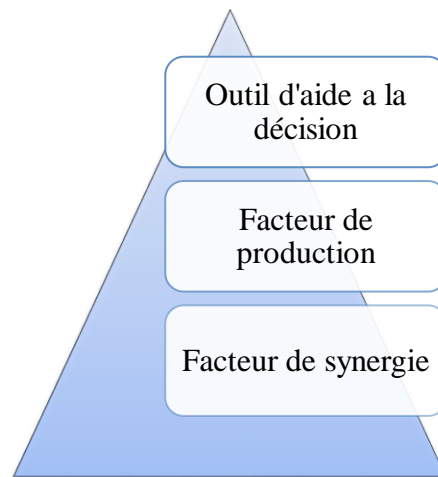 Outil d'aide a la
décision
Facteur de
production
Facteur de synergie